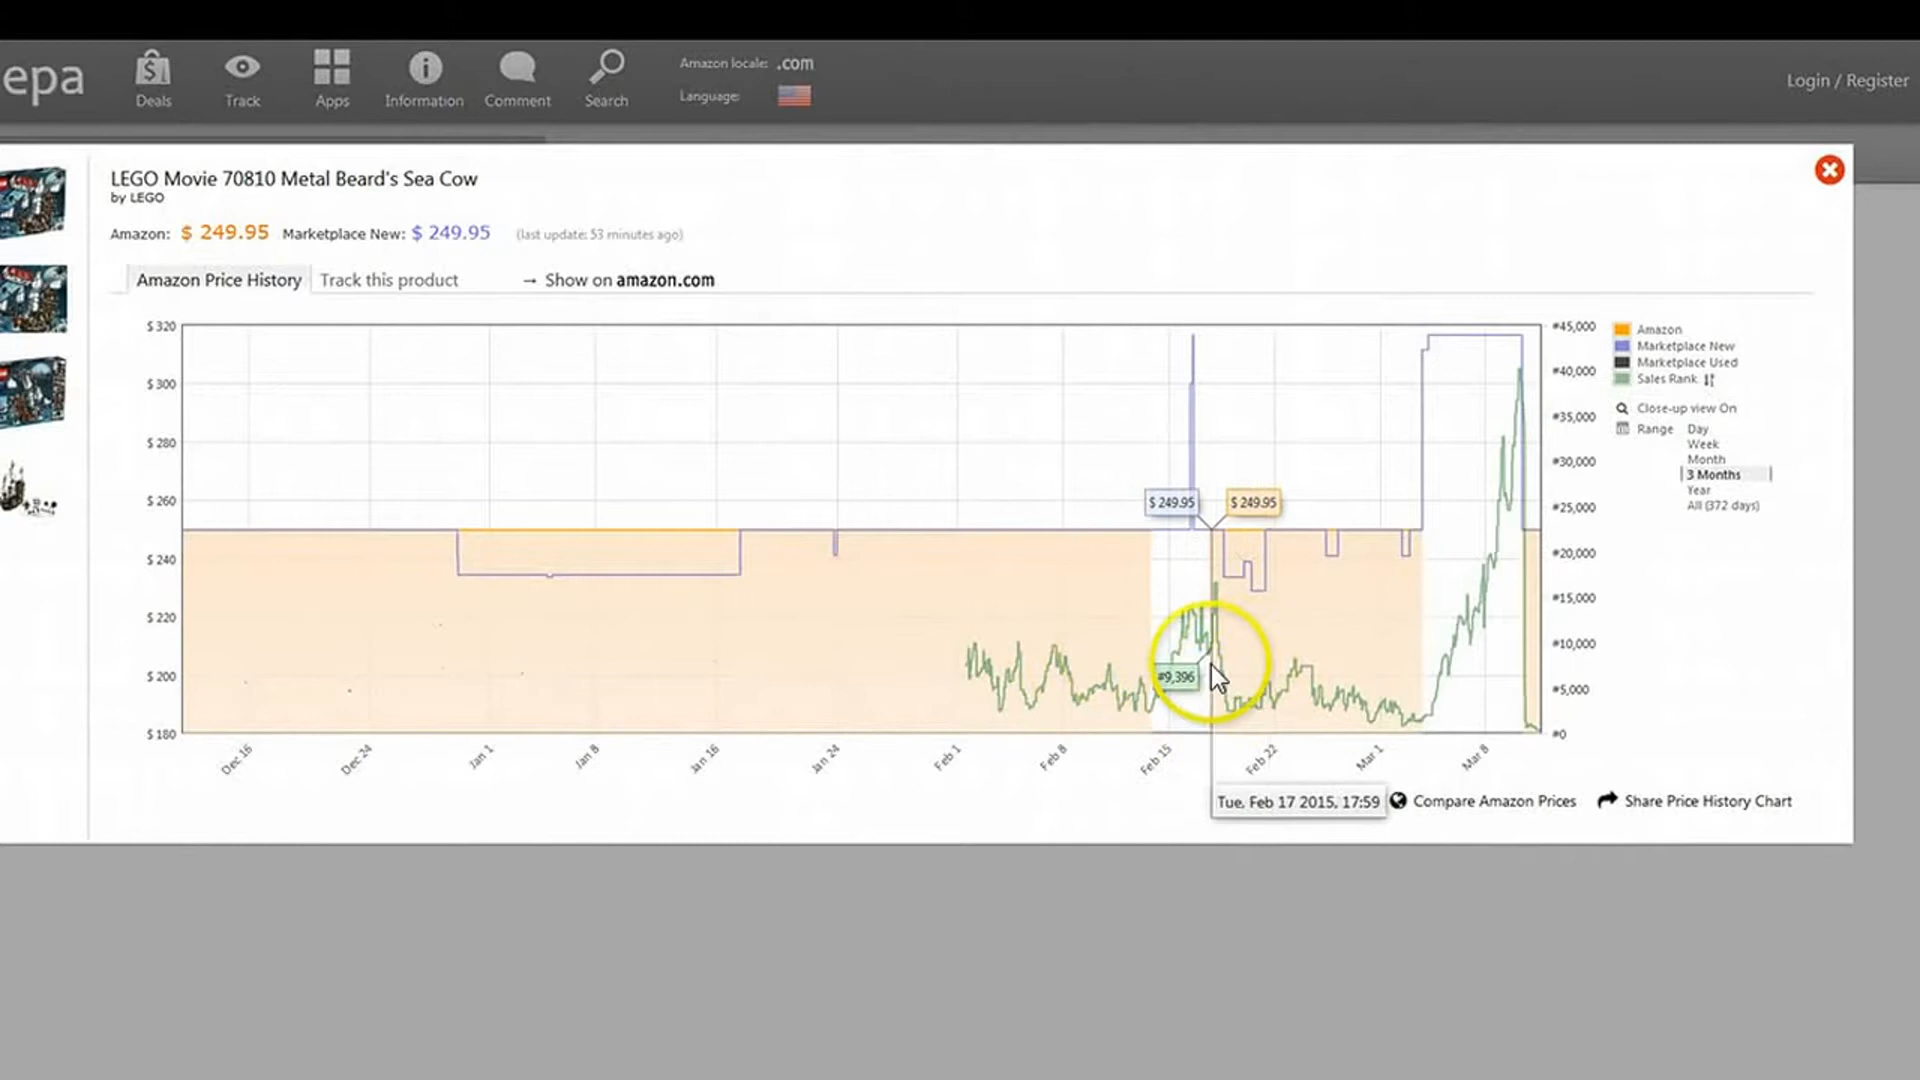 epa
Deals
Track
Apps
Information
Comment
Search
Amazon locale: .com
Language:
Login / Register
LEGO Movie 70810 Metal Beard's Sea Cow
by LEGO
Amazon: $ 249.95 Marketplace New: $ 249.95 (last update: 53 minutes ago)
Amazon Price History
Track this product
→ Show on amazon.com
$ 320
$ 300
$ 280
$ 260
$ 240
$ 220
$ 200
$ 180
$ 249.95
$ 249.95
#9,396
#45,000
#40,000
#35,000
#30,000
#25,000
#20,000
#15,000
#10,000
#5,000
#0
Amazon
Marketplace New
Marketplace Used
Sales Rank
Close-up view On
Range
Day
Week
Month
3 Months
Year
All (372 days)
Dec 16
Dec 24
Jan 1
Jan 8
Jan 16
Jan 24
Feb 1
Feb 8
Feb 15
Feb 22
Mar 1
Mar 8
Tue, Feb 17 2015, 17:59
Compare Amazon Prices
Share Price History Chart